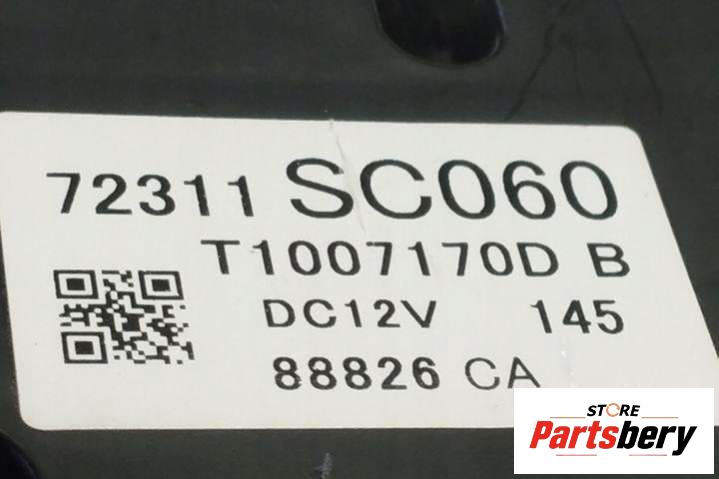 72311 SC060
T1007170D B
DC12V 145
88826 CA
STORE
Partsbery